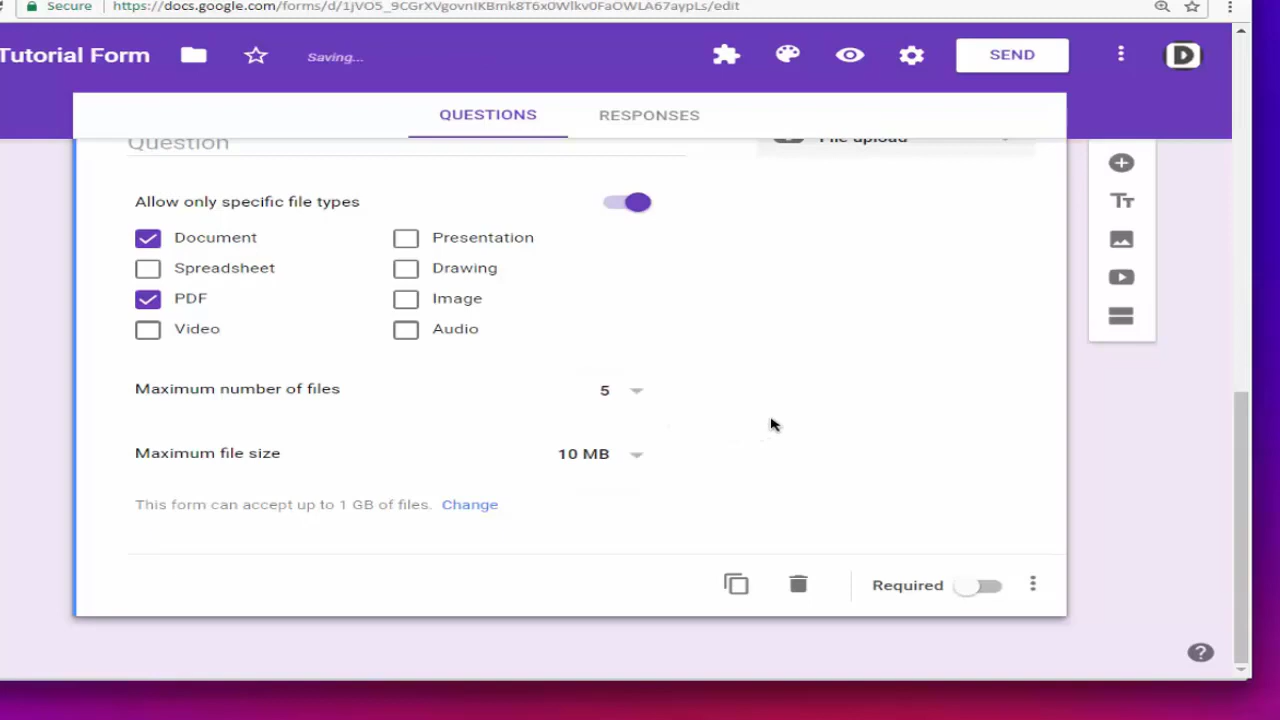 Secure https://docs.google.com/forms/d/1jVO5_9CGrXVgovnIKBmk8T6x0Wlkv0FaOWLA67aypLs/edit
Tutorial Form Saving... SEND D
QUESTIONS RESPONSES
Question File upload
Allow only specific file types
Document Presentation
Spreadsheet Drawing
PDF Image
Video Audio
Maximum number of files 5
Maximum file size 10 MB
This form can accept up to 1 GB of files. Change
Required